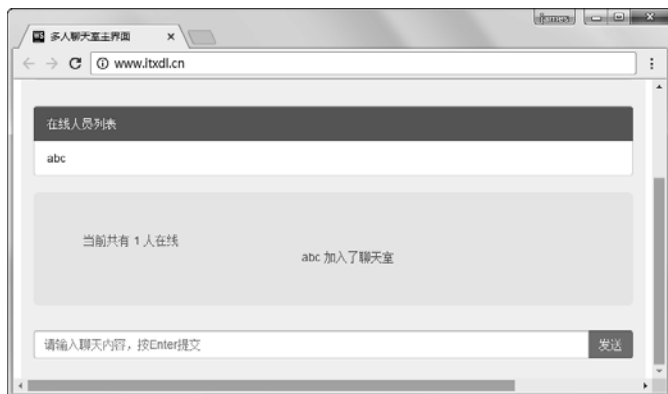 james
多人聊天室主界面
www.itxdl.cn
在线人员列表
abc
当前共有 1 人在线
abc 加入了聊天室
请输入聊天内容，按Enter提交
发送